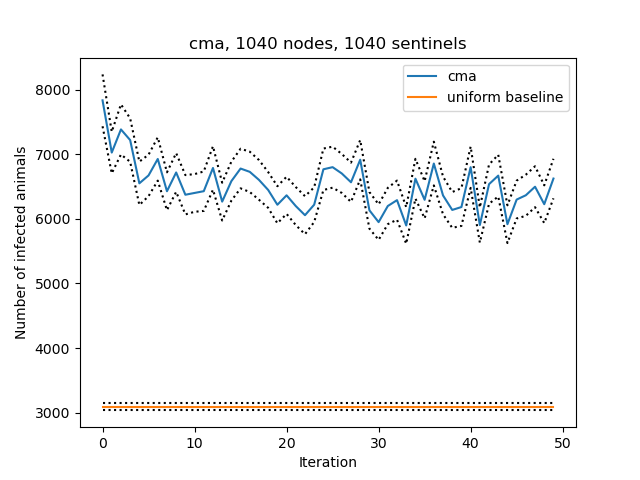 cma, 1040 nodes, 1040 sentinels
cma
uniform baseline
Number of infected animals
8000
7000
6000
5000
4000
3000
0
10
20
30
40
50
Iteration